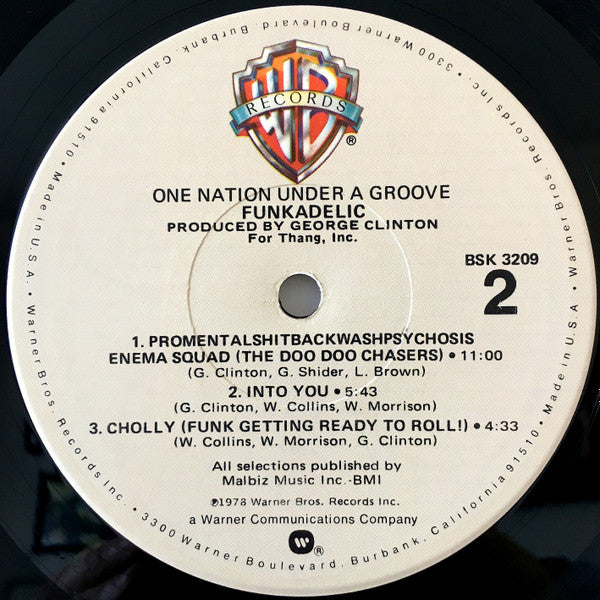 WB
RECORDS
®
ONE NATION UNDER A GROOVE
FUNKADELIC
PRODUCED BY GEORGE CLINTON
For Thang, Inc.
BSK 3209
2
1. PROMENTALSHITBACKWASHPSYCHOSIS
ENEMA SQUAD (THE DOO DOO CHASERS) • 11:00
(G. Clinton, G. Shider, L. Brown)
2. INTO YOU • 5:43
(G. Clinton, W. Collins, W. Morrison)
3. CHOLLY (FUNK GETTING READY TO ROLL!) • 4:33
(W. Collins, W. Morrison, G. Clinton)
All selections published by
Malbiz Music Inc.-BMI
℗1978 Warner Bros. Records Inc.
a Warner Communications Company
®
Warner Bros. Records Inc. • 3300 Warner Boulevard, Burbank, California 91510 • Made in U.S.A. •
Warner Bros. Records Inc. • 3300 Warner Boulevard, Burbank, California 91510 • Made in U.S.A. •